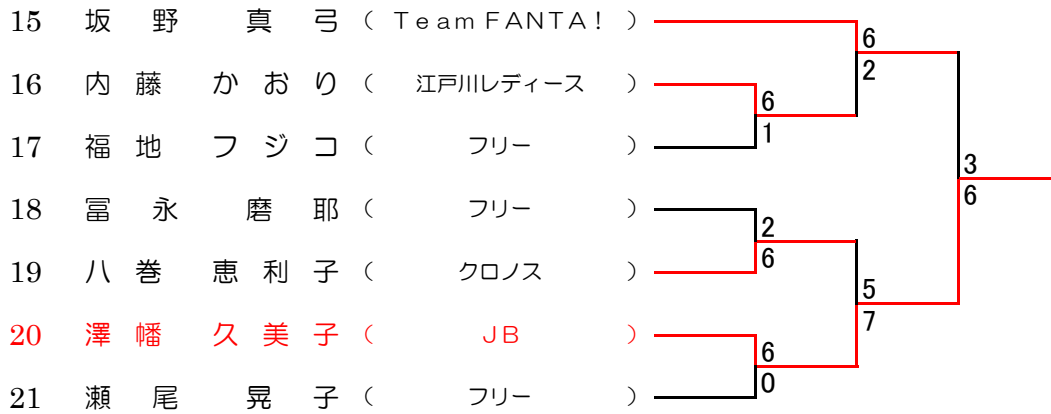 15 坂野 真弓 ( Team FANTA! )
16 内藤 かおり ( 江戸川レディース )
17 福地 フジコ ( フリー )
18 冨永 磨耶 ( フリー )
19 八巻 恵利子 ( クロノス )
20 澤幡 久美子 ( JB )
21 瀬尾 晃子 ( フリー )
6
2
6
1
3
6
2
6
5
7
6
0